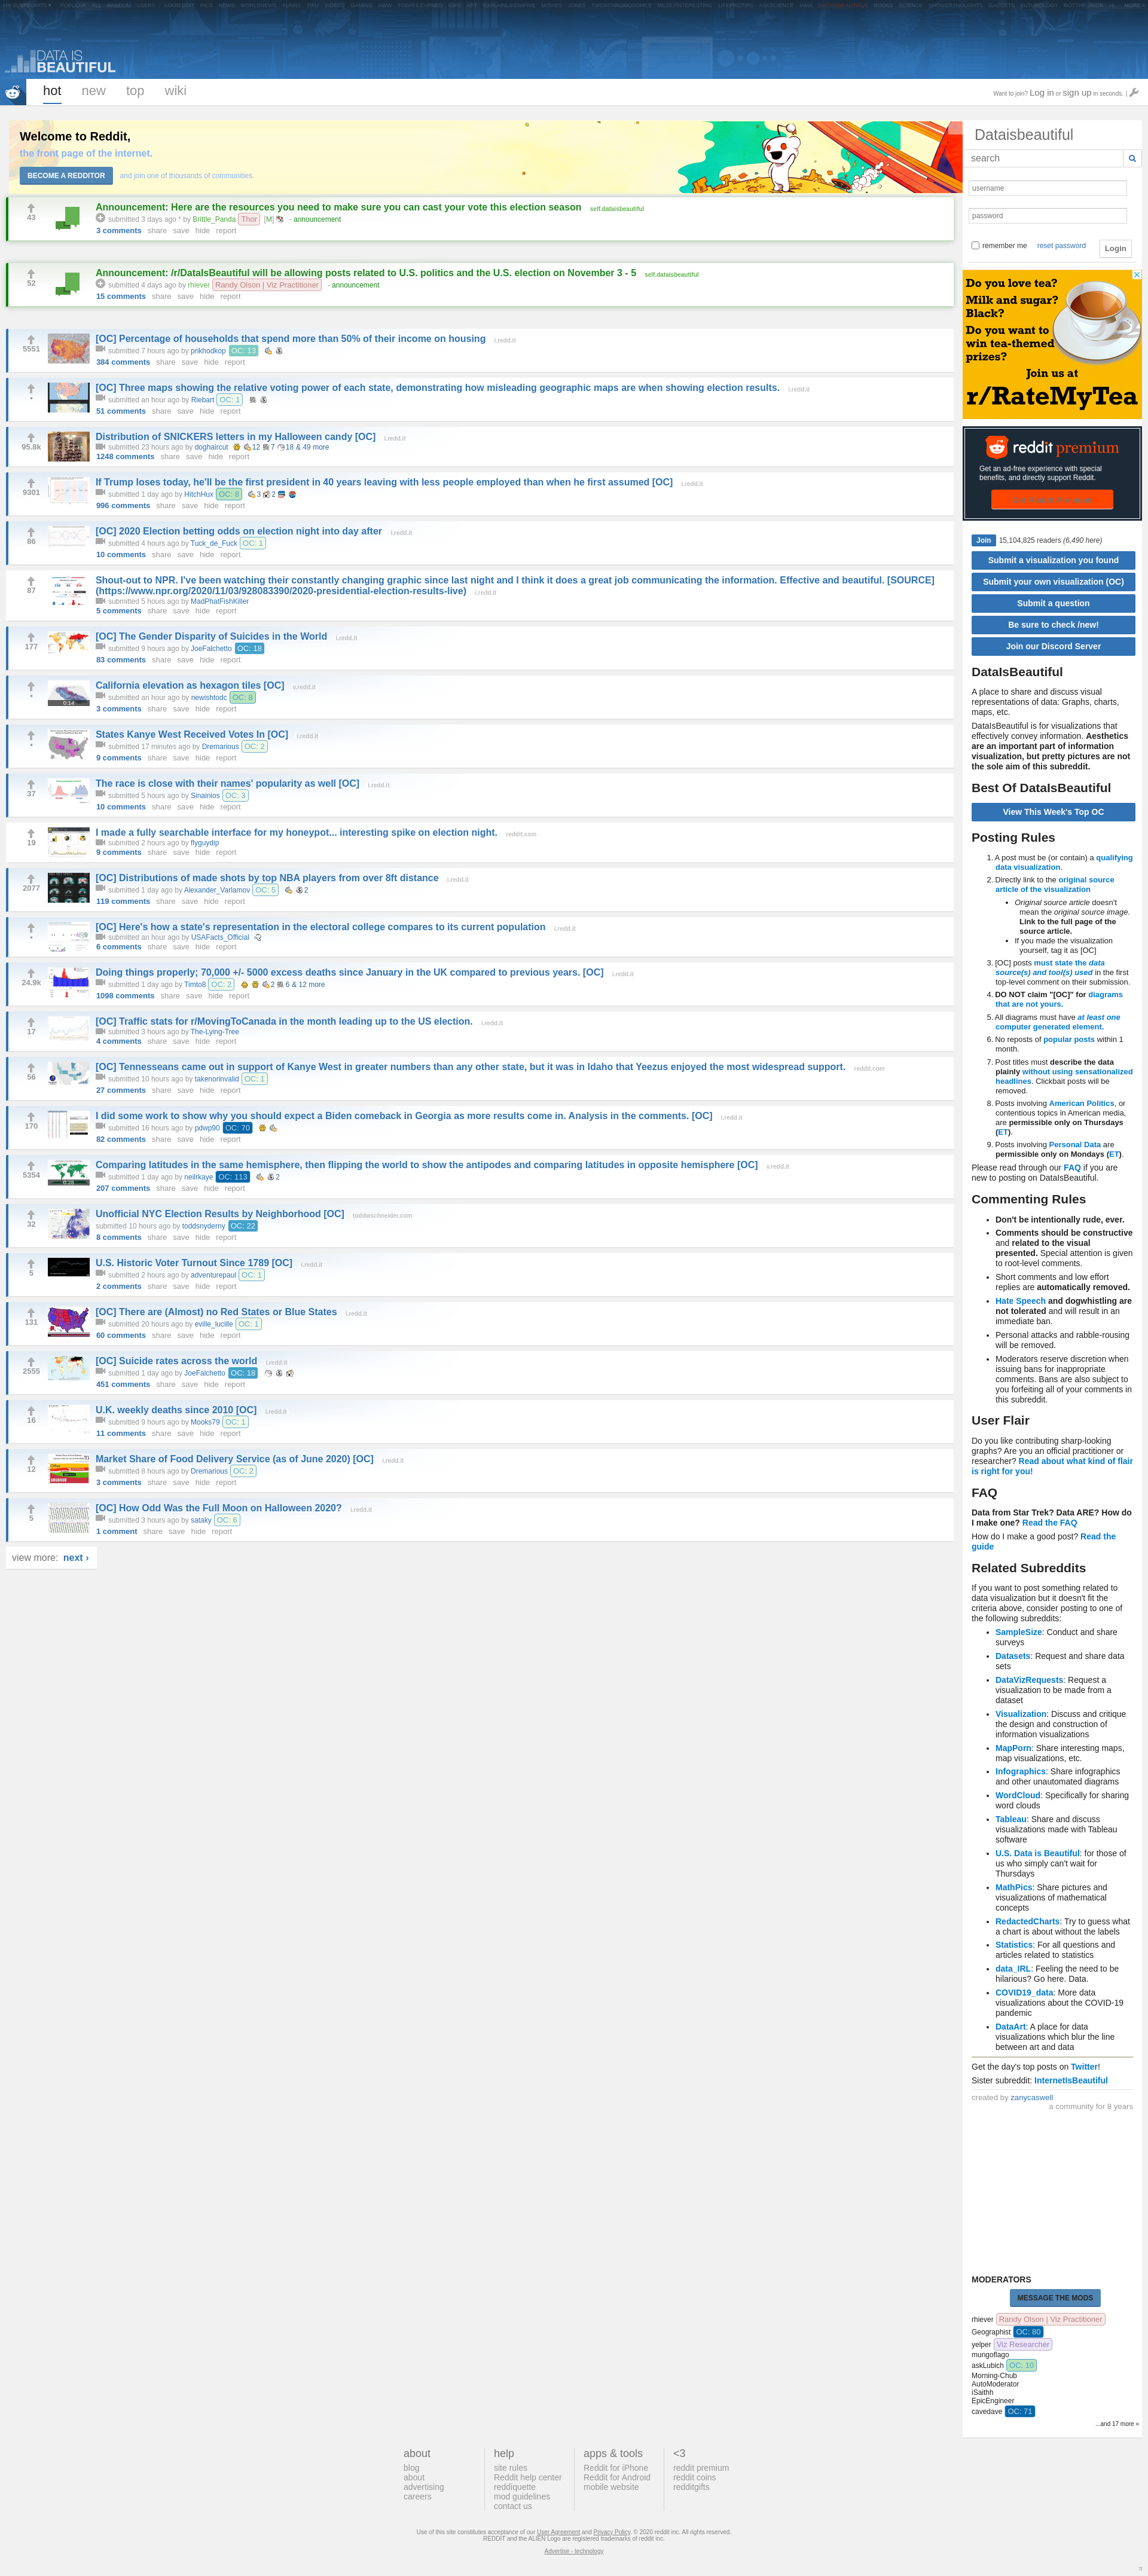 DATA IS
BEAUTIFUL
hot new top wiki
Want to join? Log in or sign up in seconds. |
Welcome to Reddit,
the front page of the internet.
BECOME A REDDITOR
and join one of thousands of communities.
43
Announcement: Here are the resources you need to make sure you can cast your vote this election season self.dataisbeautiful
submitted 3 days ago * by Brittle_Panda Thor [M] - announcement
3 comments share save hide report
52
Announcement: /r/DataIsBeautiful will be allowing posts related to U.S. politics and the U.S. election on November 3 - 5 self.dataisbeautiful
submitted 4 days ago by rhiever Randy Olson | Viz Practitioner - announcement
15 comments share save hide report
5551
[OC] Percentage of households that spend more than 50% of their income on housing i.redd.it
submitted 7 hours ago by prikhodkop OC: 13
384 comments share save hide report
•
[OC] Three maps showing the relative voting power of each state, demonstrating how misleading geographic maps are when showing election results. i.redd.it
submitted an hour ago by Riebart OC: 1
51 comments share save hide report
95.8k
Distribution of SNICKERS letters in my Halloween candy [OC] i.redd.it
submitted 23 hours ago by doghaircut 12 7 18 & 49 more
1248 comments share save hide report
9301
If Trump loses today, he'll be the first president in 40 years leaving with less people employed than when he first assumed [OC] i.redd.it
submitted 1 day ago by HitchHux OC: 8 3 2
996 comments share save hide report
86
[OC] 2020 Election betting odds on election night into day after i.redd.it
submitted 4 hours ago by Tuck_de_Fuck OC: 1
10 comments share save hide report
87
Shout-out to NPR. I've been watching their constantly changing graphic since last night and I think it does a great job communicating the information. Effective and beautiful. [SOURCE]
(https://www.npr.org/2020/11/03/928083390/2020-presidential-election-results-live) i.redd.it
submitted 5 hours ago by MadPhatFishKiller
5 comments share save hide report
177
[OC] The Gender Disparity of Suicides in the World i.redd.it
submitted 9 hours ago by JoeFalchetto OC: 18
83 comments share save hide report
•
California elevation as hexagon tiles [OC] v.redd.it
0:14
submitted an hour ago by newishtodc OC: 8
3 comments share save hide report
•
States Kanye West Received Votes In [OC] i.redd.it
submitted 17 minutes ago by Dremarious OC: 2
9 comments share save hide report
37
The race is close with their names' popularity as well [OC] i.redd.it
submitted 5 hours ago by Sinainios OC: 3
10 comments share save hide report
19
I made a fully searchable interface for my honeypot... interesting spike on election night. reddit.com
submitted 2 hours ago by flyguydip
9 comments share save hide report
2077
[OC] Distributions of made shots by top NBA players from over 8ft distance i.redd.it
submitted 1 day ago by Alexander_Varlamov OC: 5 2
119 comments share save hide report
•
[OC] Here's how a state's representation in the electoral college compares to its current population i.redd.it
submitted an hour ago by USAFacts_Official
6 comments share save hide report
24.9k
Doing things properly; 70,000 +/- 5000 excess deaths since January in the UK compared to previous years. [OC] i.redd.it
submitted 1 day ago by Timto8 OC: 2 2 6 & 12 more
1098 comments share save hide report
17
[OC] Traffic stats for r/MovingToCanada in the month leading up to the US election. i.redd.it
submitted 3 hours ago by The-Lying-Tree
4 comments share save hide report
56
[OC] Tennesseans came out in support of Kanye West in greater numbers than any other state, but it was in Idaho that Yeezus enjoyed the most widespread support. reddit.com
submitted 10 hours ago by takenorinvalid OC: 1
27 comments share save hide report
170
I did some work to show why you should expect a Biden comeback in Georgia as more results come in. Analysis in the comments. [OC] i.redd.it
submitted 16 hours ago by pdwp90 OC: 70
82 comments share save hide report
5354
Comparing latitudes in the same hemisphere, then flipping the world to show the antipodes and comparing latitudes in opposite hemisphere [OC] v.redd.it
submitted 1 day ago by neilrkaye OC: 113 2
207 comments share save hide report
32
Unofficial NYC Election Results by Neighborhood [OC] toddwschneider.com
submitted 10 hours ago by toddsnyderny OC: 22
8 comments share save hide report
5
U.S. Historic Voter Turnout Since 1789 [OC] i.redd.it
submitted 2 hours ago by adventurepaul OC: 1
2 comments share save hide report
131
[OC] There are (Almost) no Red States or Blue States i.redd.it
submitted 20 hours ago by eville_lucille OC: 1
60 comments share save hide report
2555
[OC] Suicide rates across the world i.redd.it
submitted 1 day ago by JoeFalchetto OC: 18
451 comments share save hide report
16
U.K. weekly deaths since 2010 [OC] i.redd.it
submitted 9 hours ago by Mooks79 OC: 1
11 comments share save hide report
12
Market Share of Food Delivery Service (as of June 2020) [OC] i.redd.it
submitted 8 hours ago by Dremarious OC: 2
3 comments share save hide report
5
[OC] How Odd Was the Full Moon on Halloween 2020? i.redd.it
submitted 3 hours ago by sataky OC: 6
1 comment share save hide report
view more: next ›
Dataisbeautiful
search
username
password
remember me reset password Login
Do you love tea?
Milk and sugar?
Black?
Do you want to
win tea-themed
prizes?
Join us at
r/RateMyTea
reddit premium
Get an ad-free experience with special
benefits, and directly support Reddit.
Join 15,104,825 readers (6,490 here)
Submit a visualization you found
Submit your own visualization (OC)
Submit a question
Be sure to check /new!
Join our Discord Server
DataIsBeautiful
A place to share and discuss visual
representations of data: Graphs, charts,
maps, etc.
DataIsBeautiful is for visualizations that
effectively convey information. Aesthetics
are an important part of information
visualization, but pretty pictures are not
the sole aim of this subreddit.
Best Of DataIsBeautiful
View This Week's Top OC
Posting Rules
1. A post must be (or contain) a qualifying
data visualization.
2. Directly link to the original source
article of the visualization
• Original source article doesn't
mean the original source image.
Link to the full page of the
source article.
• If you made the visualization
yourself, tag it as [OC]
3. [OC] posts must state the data
source(s) and tool(s) used in the first
top-level comment on their submission.
4. DO NOT claim "[OC]" for diagrams
that are not yours.
5. All diagrams must have at least one
computer generated element.
6. No reposts of popular posts within 1
month.
7. Post titles must describe the data
plainly without using sensationalized
headlines. Clickbait posts will be
removed.
8. Posts involving American Politics, or
contentious topics in American media,
are permissible only on Thursdays
(ET).
9. Posts involving Personal Data are
permissible only on Mondays (ET).
Please read through our FAQ if you are
new to posting on DataIsBeautiful.
Commenting Rules
• Don't be intentionally rude, ever.
• Comments should be constructive
and related to the visual
presented. Special attention is given
to root-level comments.
• Short comments and low effort
replies are automatically removed.
• Hate Speech and dogwhistling are
not tolerated and will result in an
immediate ban.
• Personal attacks and rabble-rousing
will be removed.
• Moderators reserve discretion when
issuing bans for inappropriate
comments. Bans are also subject to
you forfeiting all of your comments in
this subreddit.
User Flair
Do you like contributing sharp-looking
graphs? Are you an official practitioner or
researcher? Read about what kind of flair
is right for you!
FAQ
Data from Star Trek? Data ARE? How do
I make one? Read the FAQ
How do I make a good post? Read the
guide
Related Subreddits
If you want to post something related to
data visualization but it doesn't fit the
criteria above, consider posting to one of
the following subreddits:
• SampleSize: Conduct and share
surveys
• Datasets: Request and share data
sets
• DataVizRequests: Request a
visualization to be made from a
dataset
• Visualization: Discuss and critique
the design and construction of
information visualizations
• MapPorn: Share interesting maps,
map visualizations, etc.
• Infographics: Share infographics
and other unautomated diagrams
• WordCloud: Specifically for sharing
word clouds
• Tableau: Share and discuss
visualizations made with Tableau
software
• U.S. Data is Beautiful: for those of
us who simply can't wait for
Thursdays
• MathPics: Share pictures and
visualizations of mathematical
concepts
• RedactedCharts: Try to guess what
a chart is about without the labels
• Statistics: For all questions and
articles related to statistics
• data_IRL: Feeling the need to be
hilarious? Go here. Data.
• COVID19_data: More data
visualizations about the COVID-19
pandemic
• DataArt: A place for data
visualizations which blur the line
between art and data
Get the day's top posts on Twitter!
Sister subreddit: InternetIsBeautiful
created by zanycaswell
a community for 8 years
MODERATORS
MESSAGE THE MODS
rhiever Randy Olson | Viz Practitioner
Geographist OC: 80
yelper Viz Researcher
mungoflago
askLubich OC: 10
Morning-Chub
AutoModerator
iSaithh
EpicEngineer
cavedave OC: 71
...and 17 more »
about
blog
about
advertising
careers
help
site rules
Reddit help center
reddiquette
mod guidelines
contact us
apps & tools
Reddit for iPhone
Reddit for Android
mobile website
<3
reddit premium
reddit coins
redditgifts
Use of this site constitutes acceptance of our User Agreement and Privacy Policy. © 2020 reddit inc. All rights reserved.
REDDIT and the ALIEN Logo are registered trademarks of reddit inc.
Advertise - technology
π